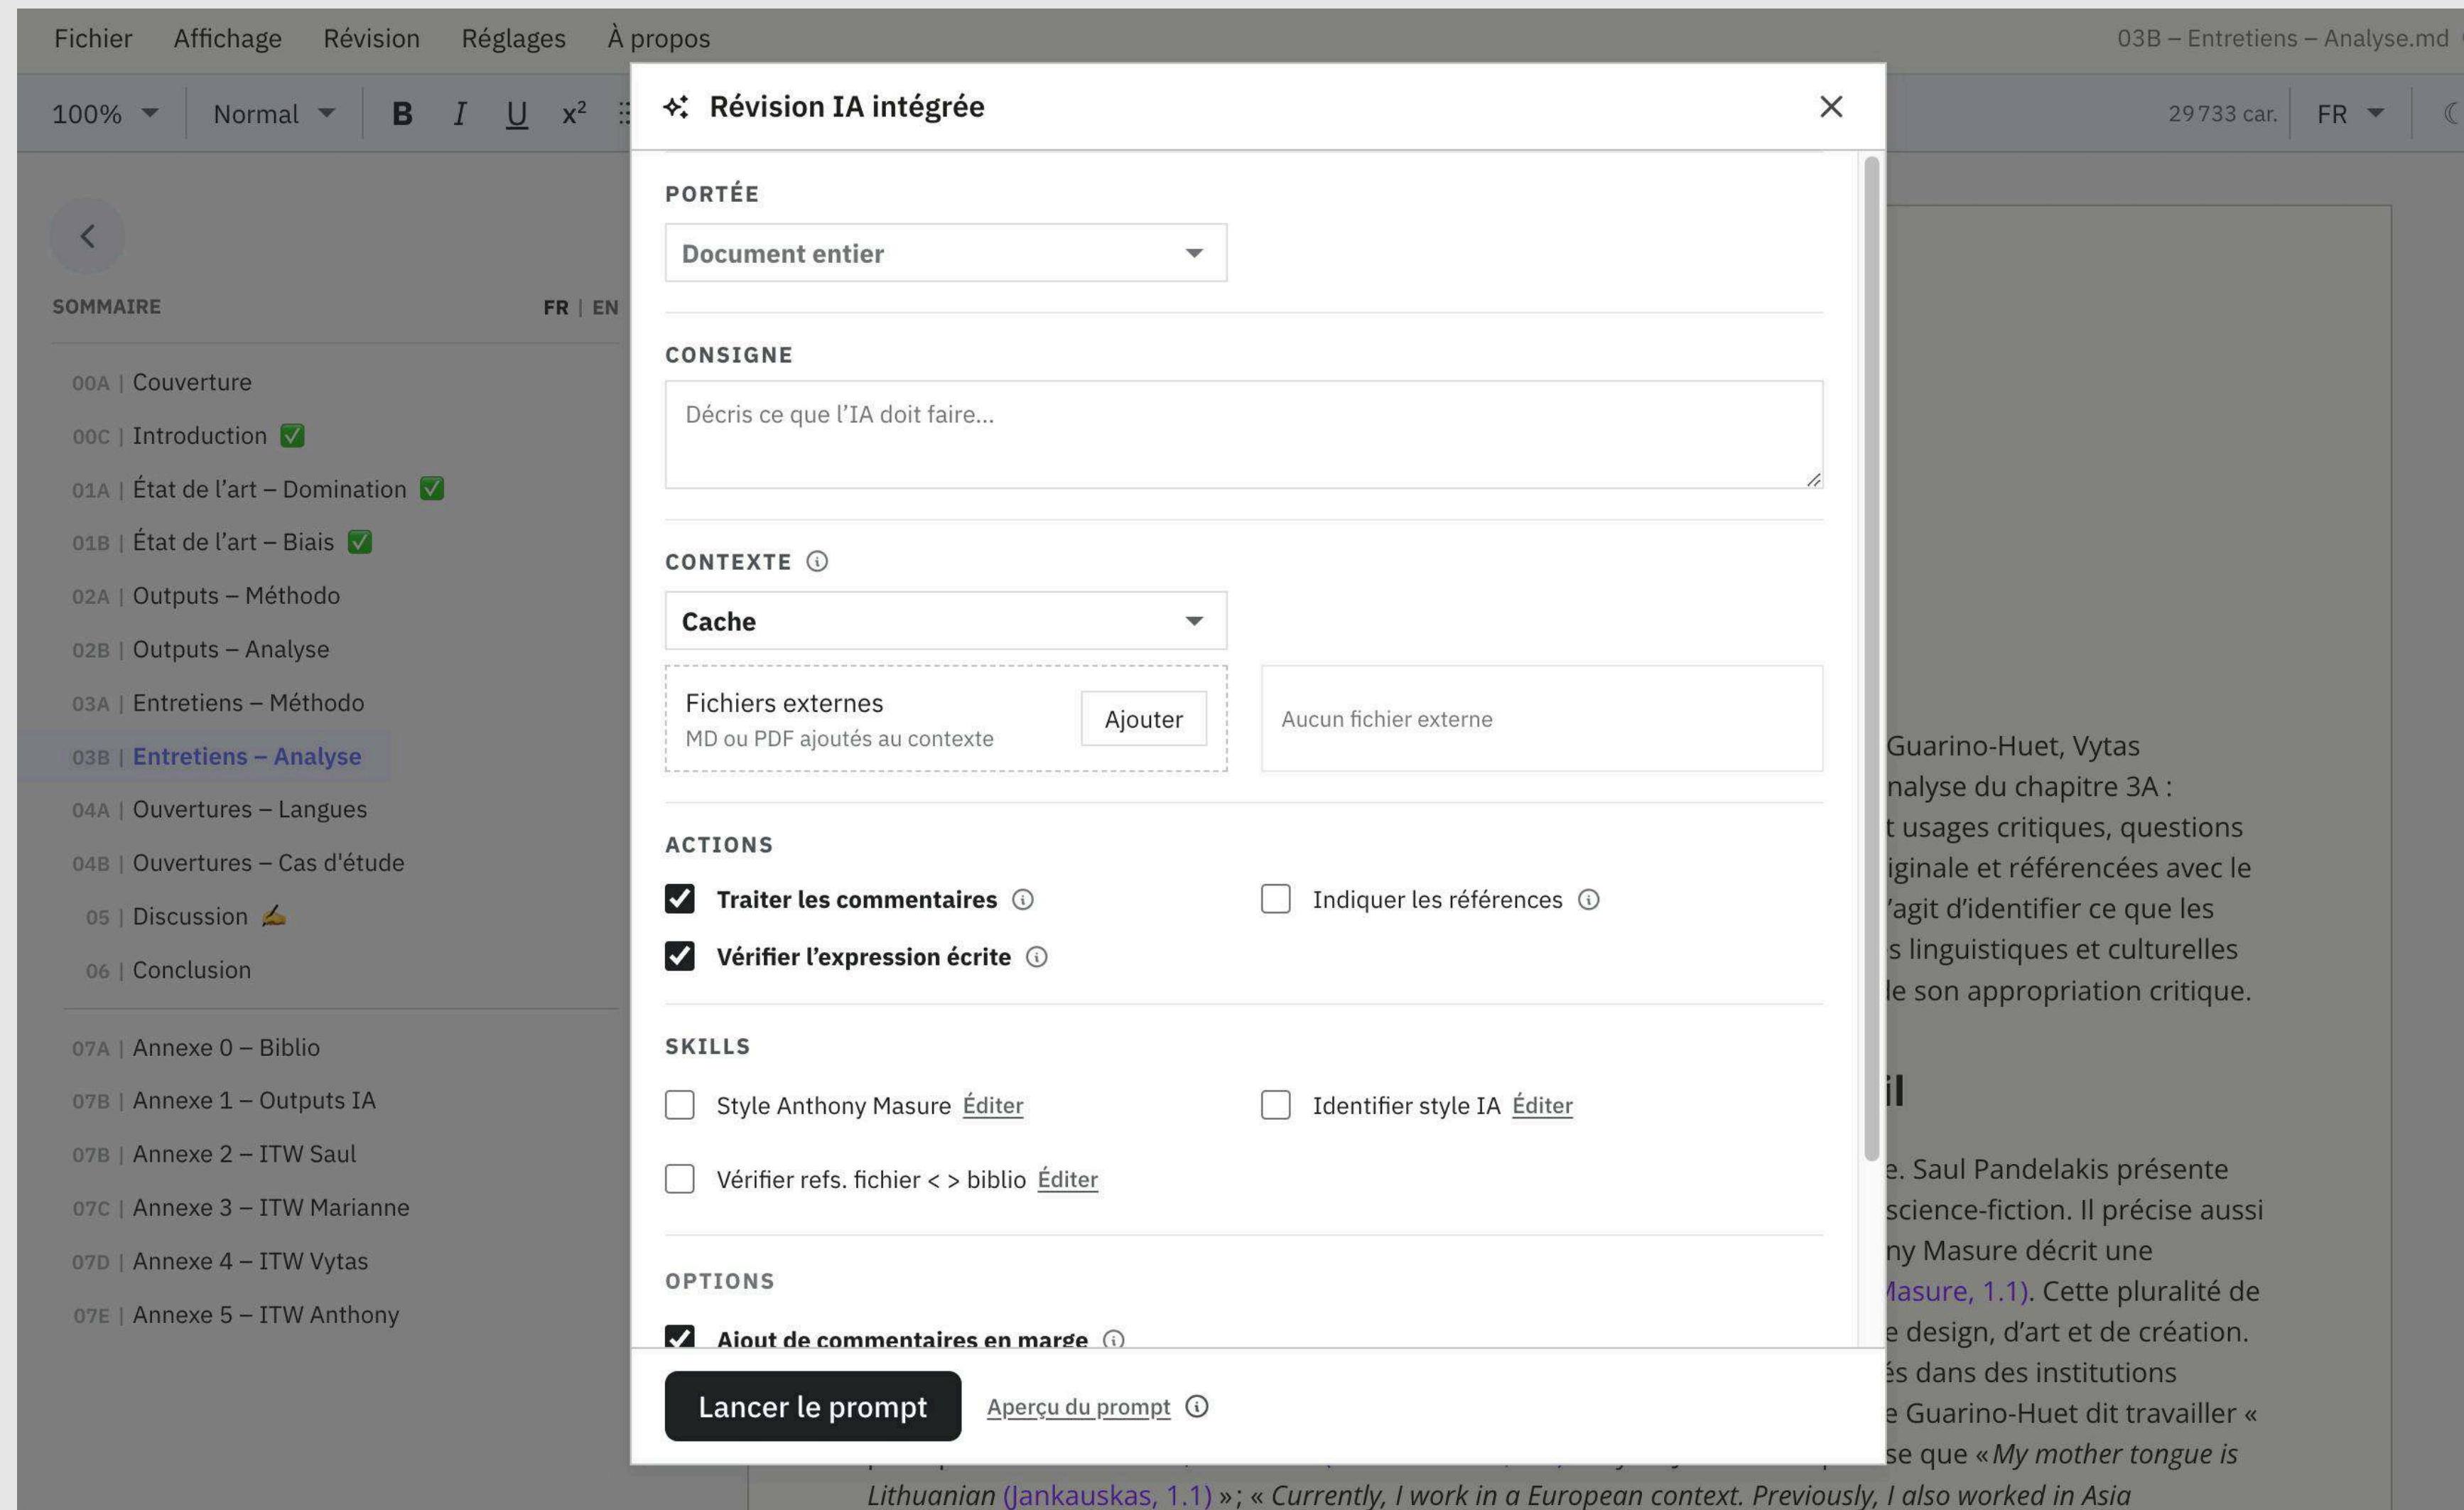 Fichier Affichage Révision Réglages À propos 03B – Entretiens – Analyse.md
100% Normal B I U x² 29 733 car. FR
SOMMAIRE FR | EN
00A | Couverture
00C | Introduction ✅
01A | État de l’art – Domination ✅
01B | État de l’art – Biais ✅
02A | Outputs – Méthodo
02B | Outputs – Analyse
03A | Entretiens – Méthodo
03B | Entretiens – Analyse
04A | Ouvertures – Langues
04B | Ouvertures – Cas d'étude
05 | Discussion ✍️
06 | Conclusion
07A | Annexe 0 – Biblio
07B | Annexe 1 – Outputs IA
07B | Annexe 2 – ITW Saul
07C | Annexe 3 – ITW Marianne
07D | Annexe 4 – ITW Vytas
07E | Annexe 5 – ITW Anthony
Révision IA intégrée
PORTÉE
Document entier
CONSIGNE
Décris ce que l’IA doit faire...
CONTEXTE
Cache
Fichiers externes
MD ou PDF ajoutés au contexte
Ajouter
Aucun fichier externe
ACTIONS
Traiter les commentaires
Indiquer les références
Vérifier l’expression écrite
SKILLS
Style Anthony Masure Éditer
Identifier style IA Éditer
Vérifier refs. fichier < > biblio Éditer
OPTIONS
Ajout de commentaires en marge
Lancer le prompt Aperçu du prompt
Guarino-Huet, Vytas
nalyse du chapitre 3A :
t usages critiques, questions
iginale et référencées avec le
’agit d’identifier ce que les
s linguistiques et culturelles
de son appropriation critique.
il
e. Saul Pandelakis présente
science-fiction. Il précise aussi
ny Masure décrit une
Masure, 1.1). Cette pluralité de
e design, d’art et de création.
és dans des institutions
e Guarino-Huet dit travailler «
se que « My mother tongue is
Lithuanian (Jankauskas, 1.1) » ; « Currently, I work in a European context. Previously, I also worked in Asia